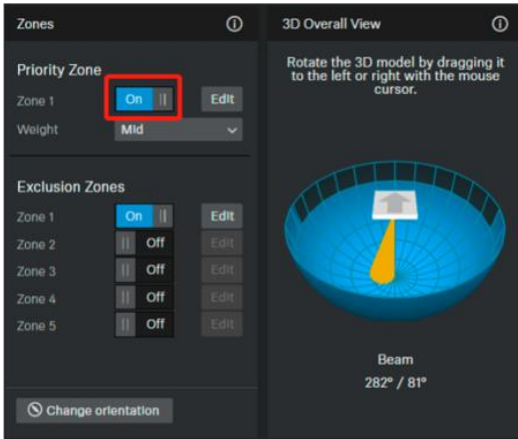 Zones
Priority Zone
Zone 1 On Edit
Weight Mid
Exclusion Zones
Zone 1 On Edit
Zone 2 Off Edit
Zone 3 Off Edit
Zone 4 Off Edit
Zone 5 Off Edit
Change orientation
3D Overall View
Rotate the 3D model by dragging it
to the left or right with the mouse
cursor.
Beam
282° / 81°